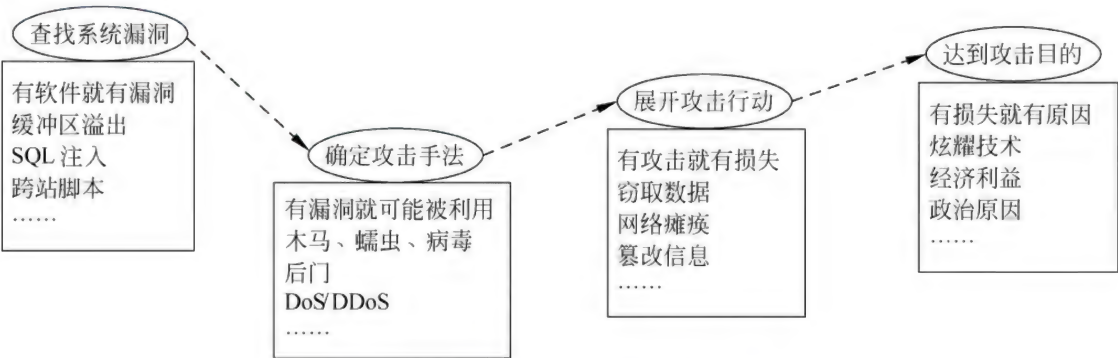 查找系统漏洞
有软件就有漏洞
缓冲区溢出
SQL 注入
跨站脚本
……
确定攻击手法
有漏洞就可能被利用
木马、蠕虫、病毒
后门
DoS/DDoS
……
展开攻击行动
有攻击就有损失
窃取数据
网络瘫痪
篡改信息
……
达到攻击目的
有损失就有原因
炫耀技术
经济利益
政治原因
……